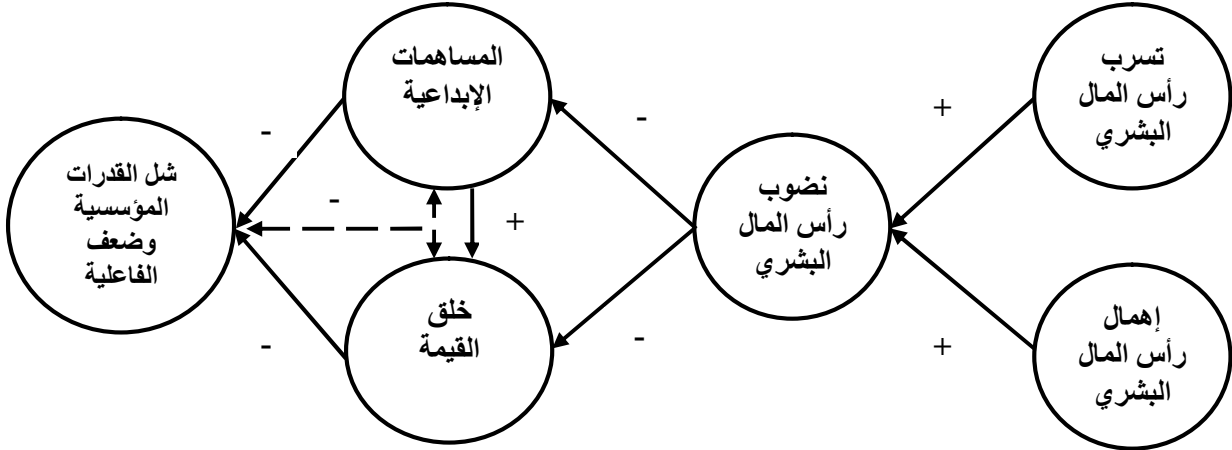 تسرب
رأس المال
البشري
+
إهمال
رأس المال
البشري
+
نضوب
رأس المال
البشري
-
-
المساهمات
الإبداعية
+
خلق
القيمة
-
-
-
شل القدرات
المؤسسية
وضعف
الفاعلية